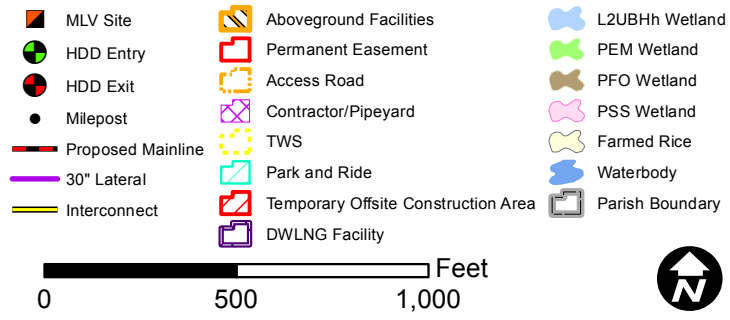 MLV Site
HDD Entry
HDD Exit
Milepost
Proposed Mainline
30" Lateral
Interconnect
Aboveground Facilities
Permanent Easement
Access Road
Contractor/Pipeyard
TWS
Park and Ride
Temporary Offsite Construction Area
DWLNG Facility
L2UBHh Wetland
PEM Wetland
PFO Wetland
PSS Wetland
Farmed Rice
Waterbody
Parish Boundary
Feet
0 500 1,000
N